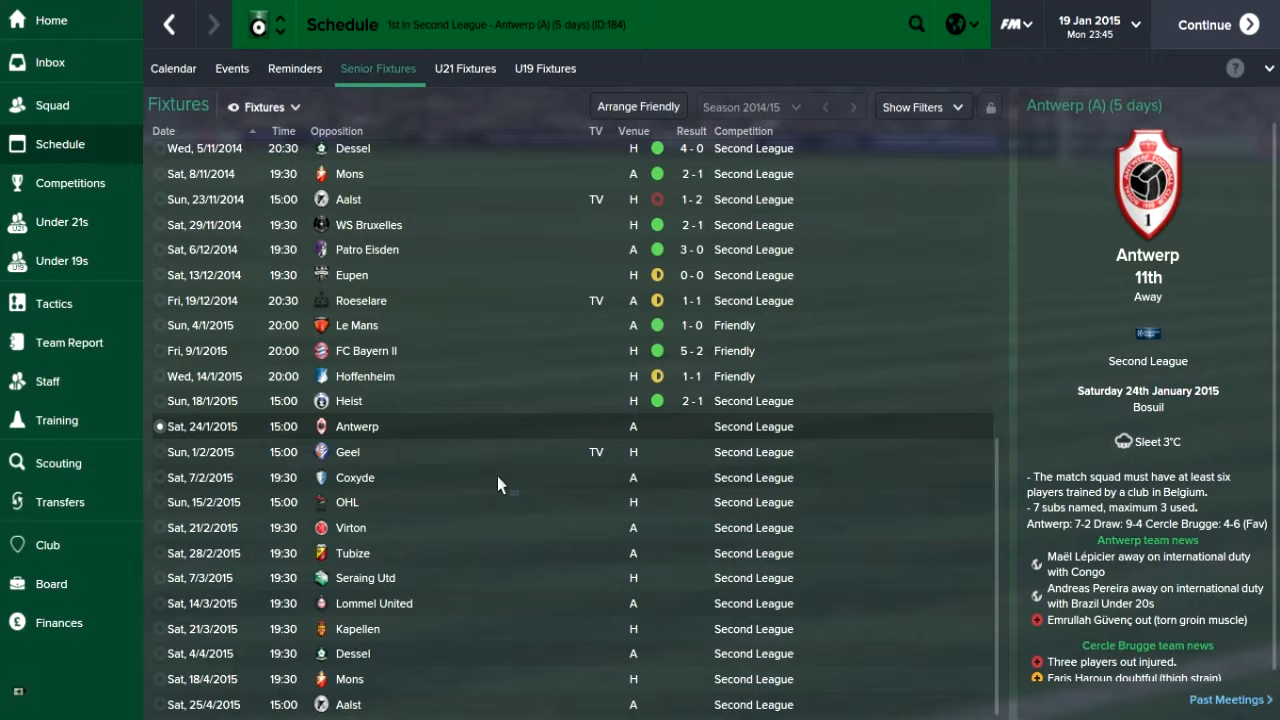 Home
Inbox
Squad
Schedule
Competitions
Under 21s
Under 19s
Tactics
Team Report
Staff
Training
Scouting
Transfers
Club
Board
Finances
Schedule 1st in Second League - Antwerp (A) (5 days) (ID:184)
FM
19 Jan 2015
Mon 23:45
Continue
Calendar Events Reminders Senior Fixtures U21 Fixtures U19 Fixtures
Fixtures Fixtures Arrange Friendly Season 2014/15 Show Filters
Date Time Opposition TV Venue Result Competition
Wed, 5/11/2014 20:30 Dessel H 4 - 0 Second League
Sat, 8/11/2014 19:30 Mons A 2 - 1 Second League
Sun, 23/11/2014 15:00 Aalst TV H 1 - 2 Second League
Sat, 29/11/2014 19:30 WS Bruxelles H 2 - 1 Second League
Sat, 6/12/2014 19:30 Patro Eisden A 3 - 0 Second League
Sat, 13/12/2014 19:30 Eupen H 0 - 0 Second League
Fri, 19/12/2014 20:30 Roeselare TV A 1 - 1 Second League
Sun, 4/1/2015 20:00 Le Mans A 1 - 0 Friendly
Fri, 9/1/2015 20:00 FC Bayern II H 5 - 2 Friendly
Wed, 14/1/2015 20:00 Hoffenheim H 1 - 1 Friendly
Sun, 18/1/2015 15:00 Heist H 2 - 1 Second League
Sat, 24/1/2015 15:00 Antwerp A Second League
Sun, 1/2/2015 15:00 Geel TV H Second League
Sat, 7/2/2015 19:30 Coxyde A Second League
Sun, 15/2/2015 15:00 OHL H Second League
Sat, 21/2/2015 19:30 Virton A Second League
Sat, 28/2/2015 19:30 Tubize A Second League
Sat, 7/3/2015 19:30 Seraing Utd H Second League
Sat, 14/3/2015 19:30 Lommel United A Second League
Sat, 21/3/2015 19:30 Kapellen H Second League
Sat, 4/4/2015 19:30 Dessel A Second League
Sat, 18/4/2015 19:30 Mons H Second League
Sat, 25/4/2015 15:00 Aalst A Second League
Antwerp (A) (5 days)
1
Antwerp
11th
Away
Second League
Saturday 24th January 2015
Bosuil
Sleet 3°C
- The match squad must have at least six
players trained by a club in Belgium.
- 7 subs named, maximum 3 used.
Antwerp: 7-2 Draw: 9-4 Cercle Brugge: 4-6 (Fav)
Antwerp team news
Maël Lépicier away on international duty
with Congo
Andreas Pereira away on international duty
with Brazil Under 20s
Emrullah Güvenç out (torn groin muscle)
Cercle Brugge team news
Three players out injured.
Faris Haroun doubtful (thigh strain)
Past Meetings